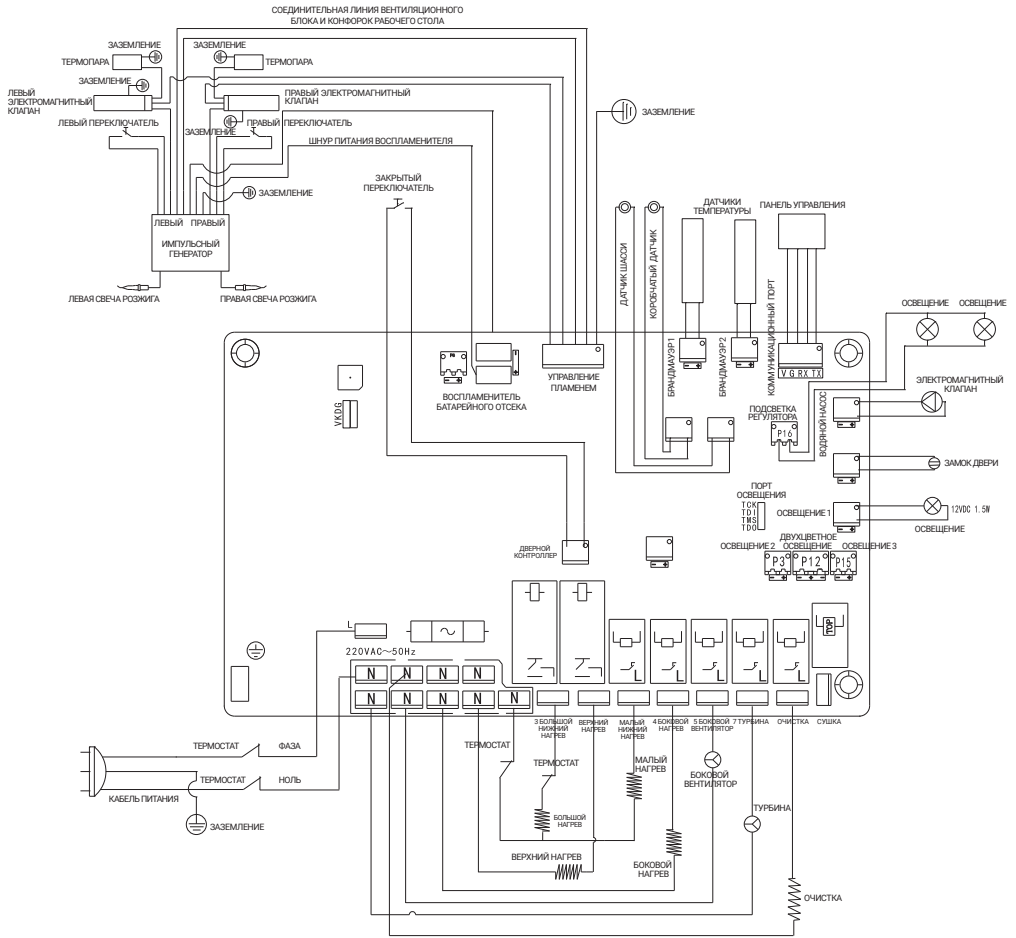 СОЕДИНИТЕЛЬНАЯ ЛИНИЯ ВЕНТИЛЯЦИОННОГО
БЛОКА И КОНФОРОК РАБОЧЕГО СТОЛА
ЗАЗЕМЛЕНИЕ
ЗАЗЕМЛЕНИЕ
ТЕРМОПАРА
ТЕРМОПАРА
ЗАЗЕМЛЕНИЕ
ЛЕВЫЙ
ЭЛЕКТРОМАГНИТНЫЙ
КЛАПАН
ПРАВЫЙ ЭЛЕКТРОМАГНИТНЫЙ
КЛАПАН
ЛЕВЫЙ ПЕРЕКЛЮЧАТЕЛЬ
ЗАЗЕМЛЕНИЕ
ПРАВЫЙ ПЕРЕКЛЮЧАТЕЛЬ
ШНУР ПИТАНИЯ ВОСПЛАМЕНИТЕЛЯ
ЗАЗЕМЛЕНИЕ
ЗАЗЕМЛЕНИЕ
ЛЕВЫЙ ПРАВЫЙ
ИМПУЛЬСНЫЙ
ГЕНЕРАТОР
ЛЕВАЯ СВЕЧА РОЗЖИГА
ПРАВАЯ СВЕЧА РОЗЖИГА
ЗАКРЫТЫЙ
ПЕРЕКЛЮЧАТЕЛЬ
ДАТЧИК ШАССИ
КОРОБЧАТЫЙ ДАТЧИК
ДАТЧИКИ
ТЕМПЕРАТУРЫ
ПАНЕЛЬ УПРАВЛЕНИЯ
КОММУНИКАЦИОННЫЙ ПОРТ
V G RX TX
ОСВЕЩЕНИЕ
ОСВЕЩЕНИЕ
БРАНДМАУЭР1
БРАНДМАУЭР2
УПРАВЛЕНИЕ
ПЛАМЕНЕМ
ВОСПЛАМЕНИТЕЛЬ
БАТАРЕЙНОГО ОТСЕКА
VKDG
ПОДСВЕТКА
РЕГУЛЯТОРА
P16
ВОДЯНОЙ НАСОС
ЭЛЕКТРОМАГНИТНЫЙ
КЛАПАН
ЗАМОК ДВЕРИ
ПОРТ
ОСВЕЩЕНИЯ
TCK
TDI
TMS
TDO
ОСВЕЩЕНИЕ 1
12VDC 1.5W
ОСВЕЩЕНИЕ
ДВУХЦВЕТНОЕ
ОСВЕЩЕНИЕ 2
ОСВЕЩЕНИЕ
ОСВЕЩЕНИЕ 3
P3
P12
P15
ДВЕРНОЙ
КОНТРОЛЛЕР
TOP
L
220VAC~50Hz
N N N N
N N N N N
L L L L
3 БОЛЬШОЙ
НИЖНИЙ
НАГРЕВ
ВЕРХНИЙ
НАГРЕВ
МАЛЫЙ
НИЖНИЙ
НАГРЕВ
4 БОКОВОЙ
НАГРЕВ
5 БОКОВОЙ
ВЕНТИЛЯТОР
7 ТУРБИНА
ОЧИСТКА
СУШКА
ТЕРМОСТАТ
ФАЗА
ТЕРМОСТАТ
НОЛЬ
КАБЕЛЬ ПИТАНИЯ
ЗАЗЕМЛЕНИЕ
ТЕРМОСТАТ
ТЕРМОСТАТ
БОЛЬШОЙ
НАГРЕВ
МАЛЫЙ
НАГРЕВ
БОКОВОЙ
ВЕНТИЛЯТОР
ТУРБИНА
ВЕРХНИЙ НАГРЕВ
БОКОВОЙ
НАГРЕВ
ОЧИСТКА